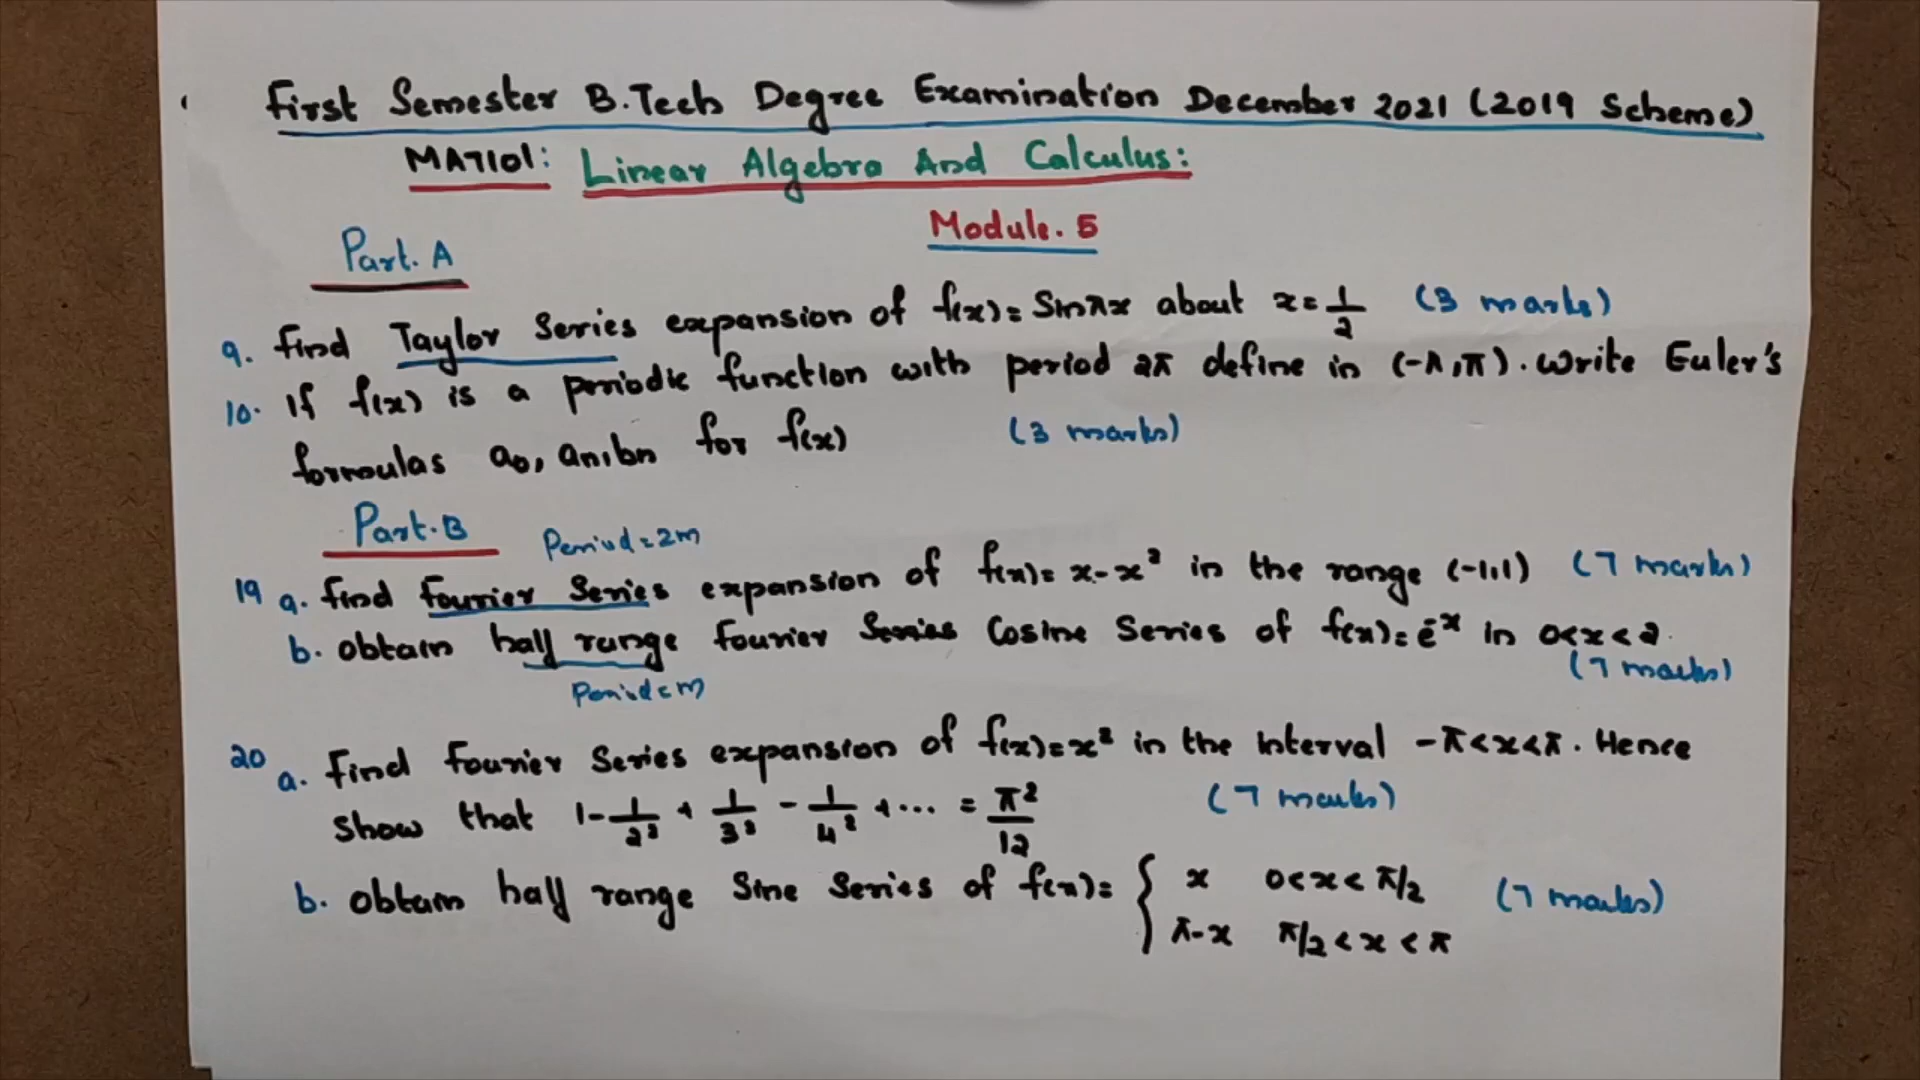 First Semester B.Tech Degree Examination December 2021 (2019 Scheme)
MAT101: Linear Algebra And Calculus:
Module. 5
Part. A
9. Find Taylor Series expansion of f(x) = Sinπx about x = 1/2 (3 marks)
10. If f(x) is a periodic function with period 2π define in (-π,π). Write Euler's
formulas a0, an, bn for f(x) (3 marks)
Part. B Period = 2m
19 a. Find Fourier Series expansion of f(x) = x-x² in the range (-1,1) (7 marks)
b. Obtain half range Fourier Series Cosine Series of f(x) = e^-x in 0<x<2.
(7 marks)
Period = m
20 a. Find Fourier Series expansion of f(x) = x² in the interval -π<x<π. Hence
Show that 1 - 1/2² + 1/3² - 1/4² + ... = π²/12 (7 marks)
b. Obtain half range Sine Series of f(x) = { x 0<x<π/2 (7 marks)
π-x π/2<x<π